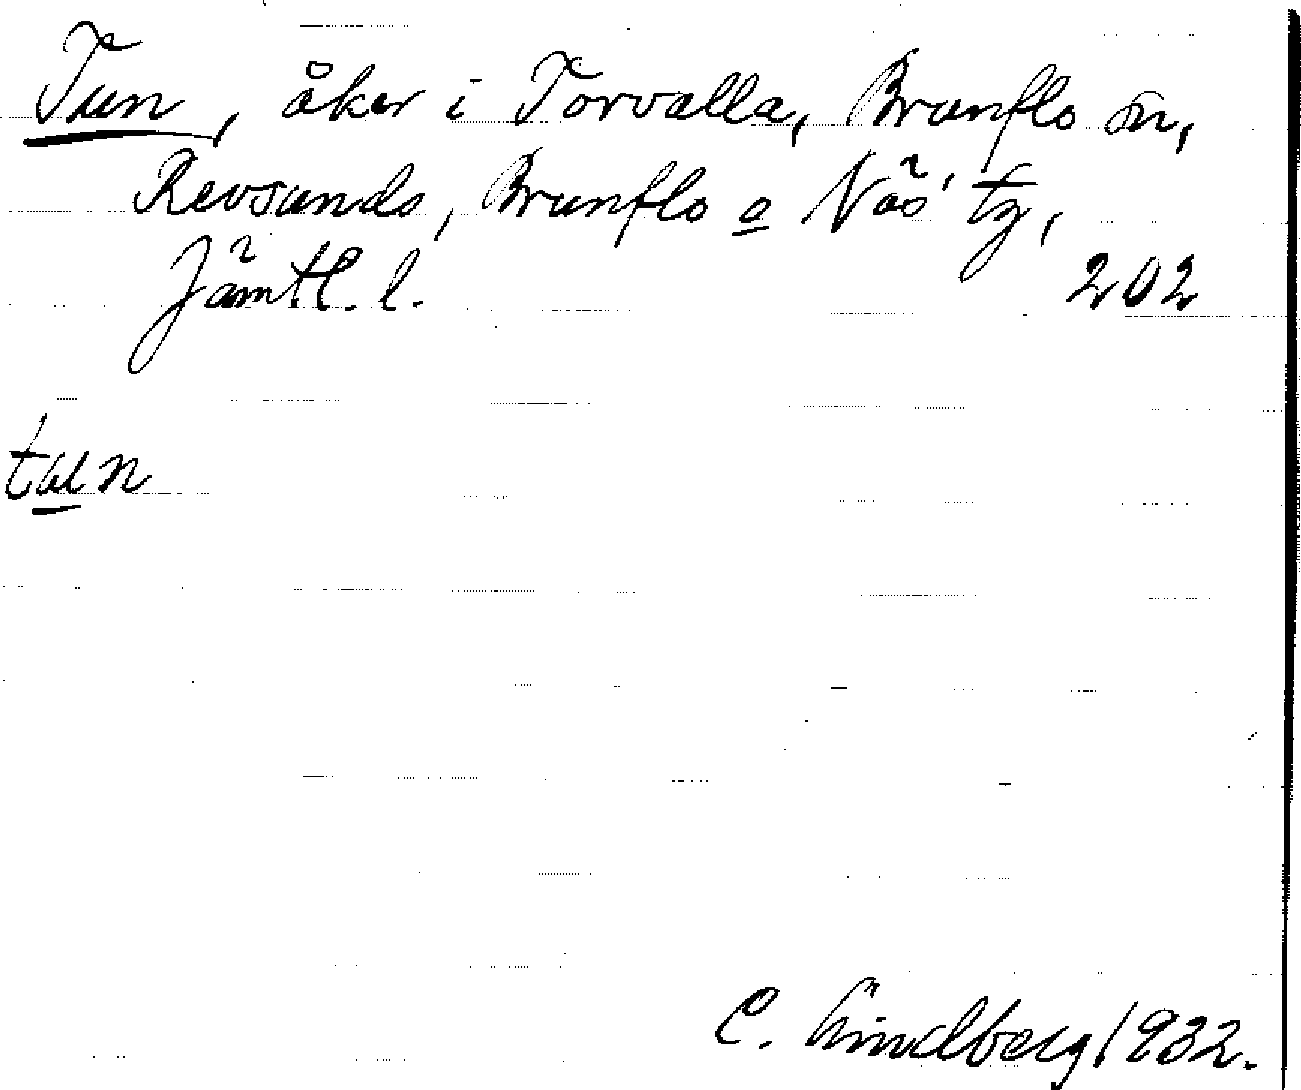 Tun, åker i Torvalla, Brunflo sn,
Revsunds, Brunflo o Näs' tg,
Jämtl. l. 202
tun
C. Lindberg 1932.